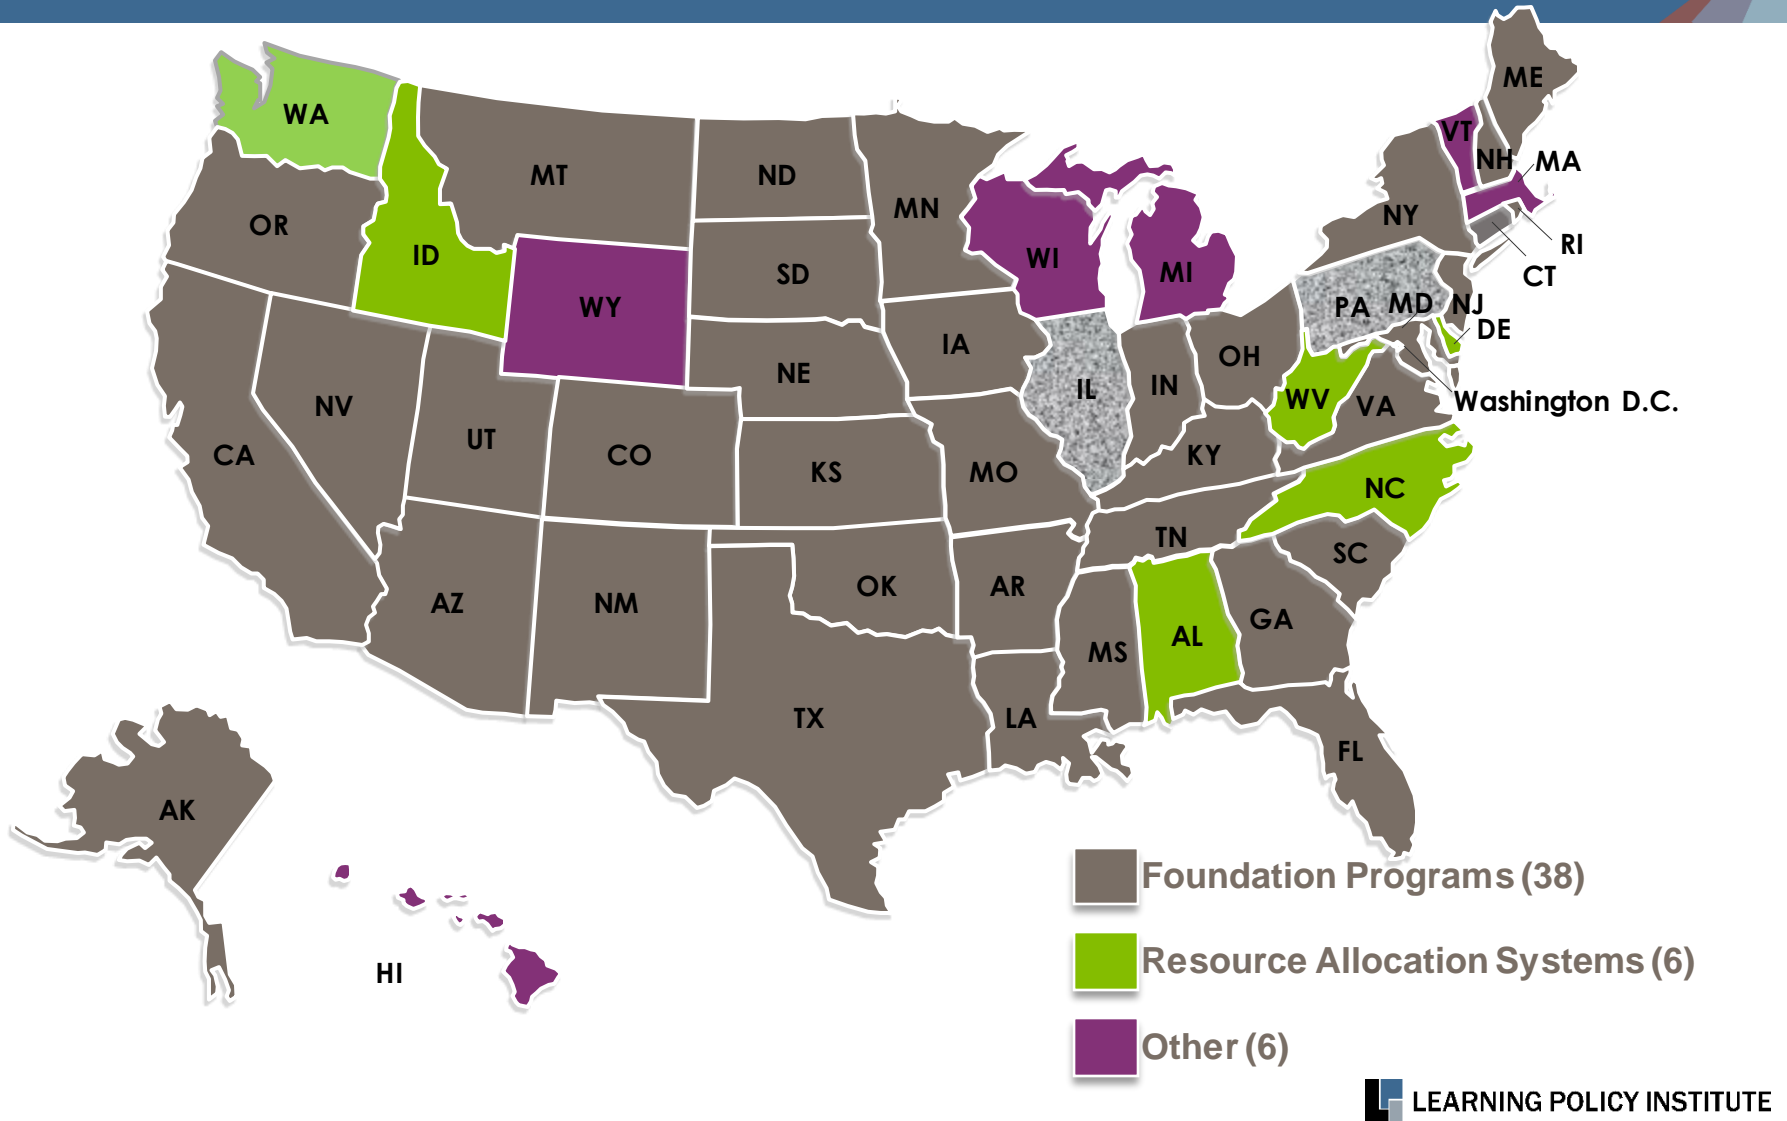 ME
WA
VT
NH
MA
MT
ND
MN
NY
OR
RI
ID
WI
MI
SD
CT
WY
PA
MD
NJ
DE
IA
OH
NE
IL
IN
NV
WV
VA
Washington D.C.
UT
CA
CO
KS
MO
KY
NC
TN
SC
OK
AR
AZ
NM
GA
AL
MS
TX
LA
FL
AK
Foundation Programs (38)
HI
Resource Allocation Systems (6)
Other (6)
LEARNING POLICY INSTITUTE